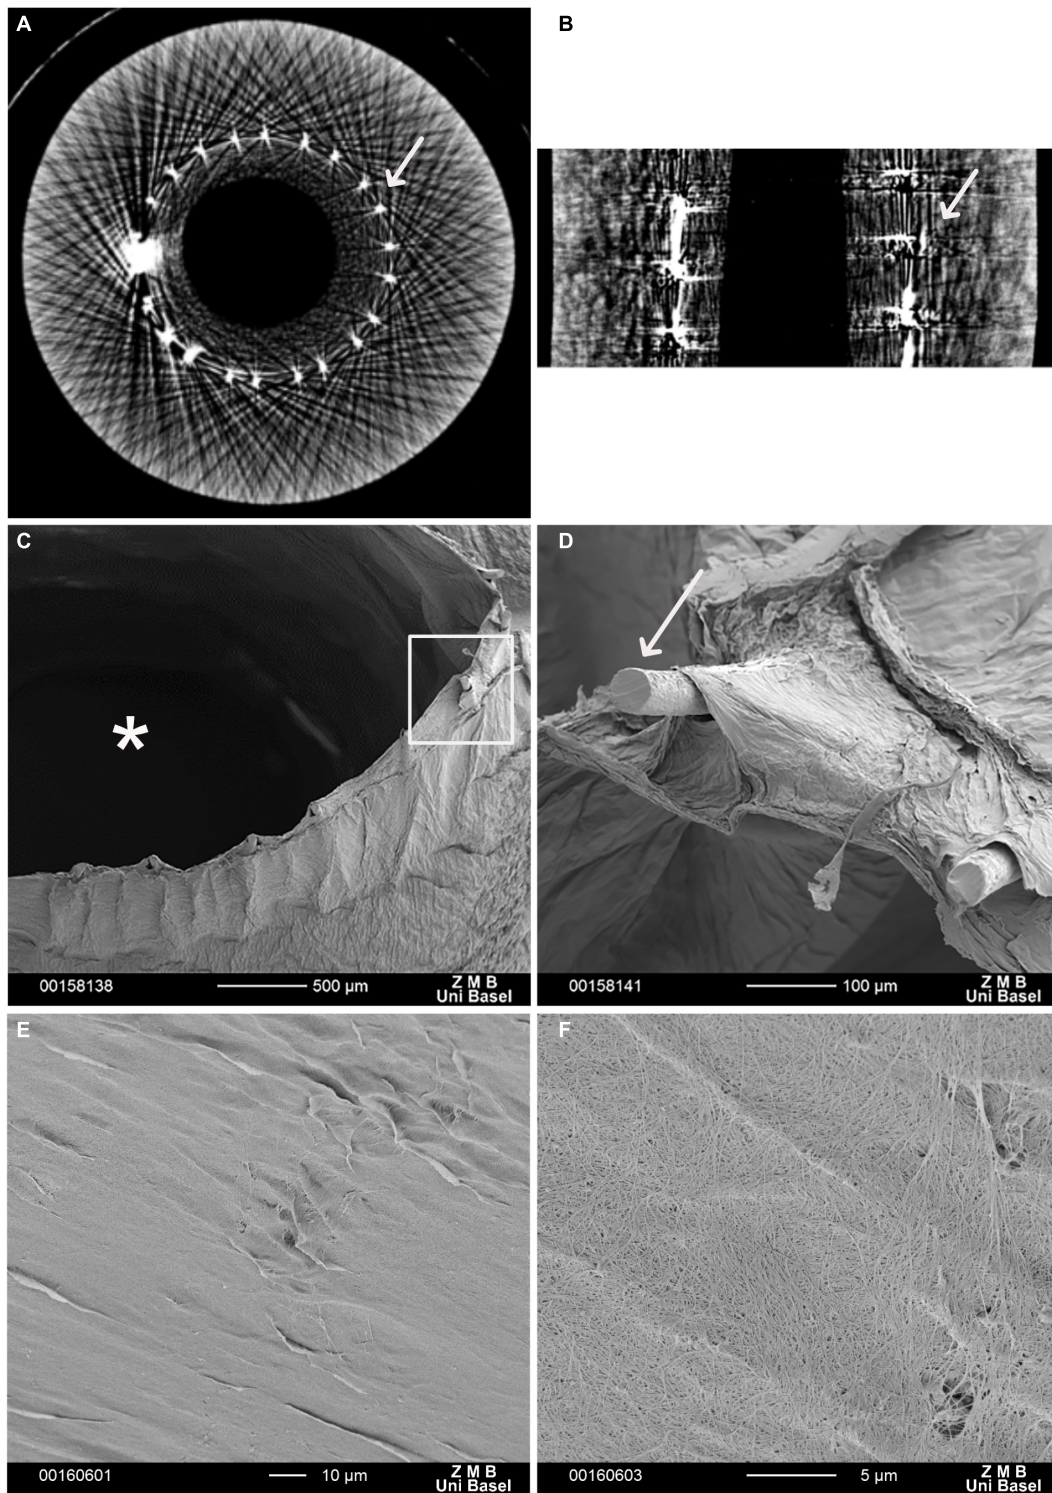 A
B
C
*
D
00158138 500 µm Z M B
Uni Basel
00158141 100 µm Z M B
Uni Basel
E
F
00160601 10 µm Z M B
Uni Basel
00160603 5 µm Z M B
Uni Basel